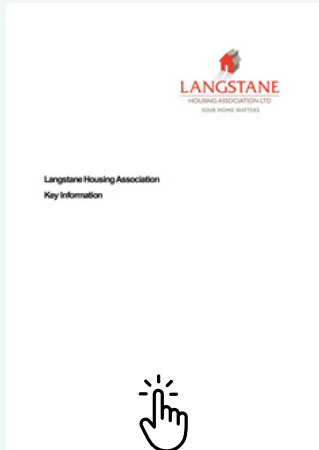 LANGSTANE
HOUSING ASSOCIATION LTD
YOUR HOME MATTERS
Langstane Housing Association
Key Information